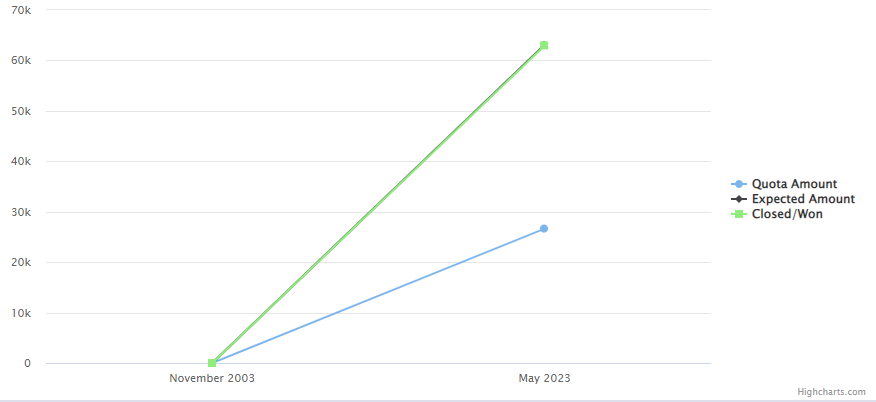 70k
60k
50k
40k
30k
20k
10k
0
November 2003 May 2023
Quota Amount
Expected Amount
Closed/Won
Highcharts.com